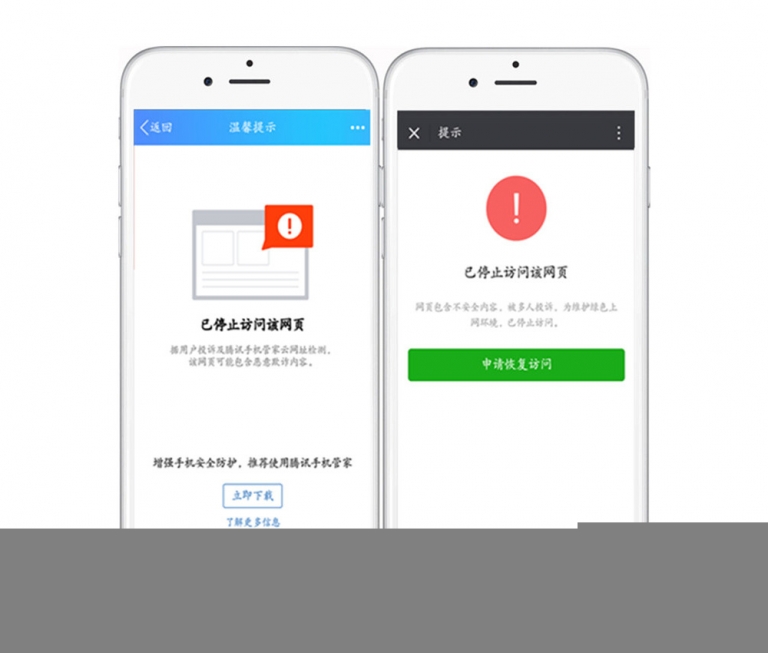 返回
温馨提示
已停止访问该网页
据用户投诉及腾讯手机管家云网址检测,
该网页可能包含恶意欺诈内容。
增强手机安全防护,推荐使用腾讯手机管家
立即下载
了解更多信息
提示
已停止访问该网页
网页包含不安全内容,被多人投诉,为维护绿色上
网环境,已停止访问。
申请恢复访问